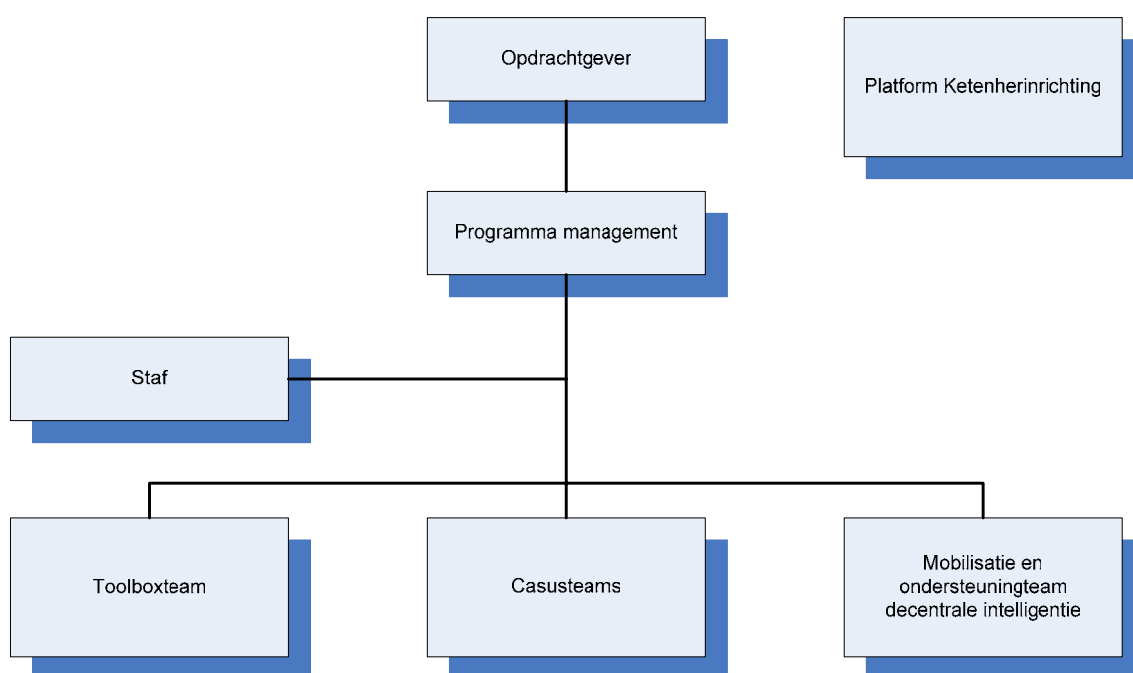 Opdrachtgever
Platform Ketenherinrichting
Programma management
Staf
Toolboxteam
Casusteams
Mobilisatie en
ondersteuningteam
decentrale intelligentie